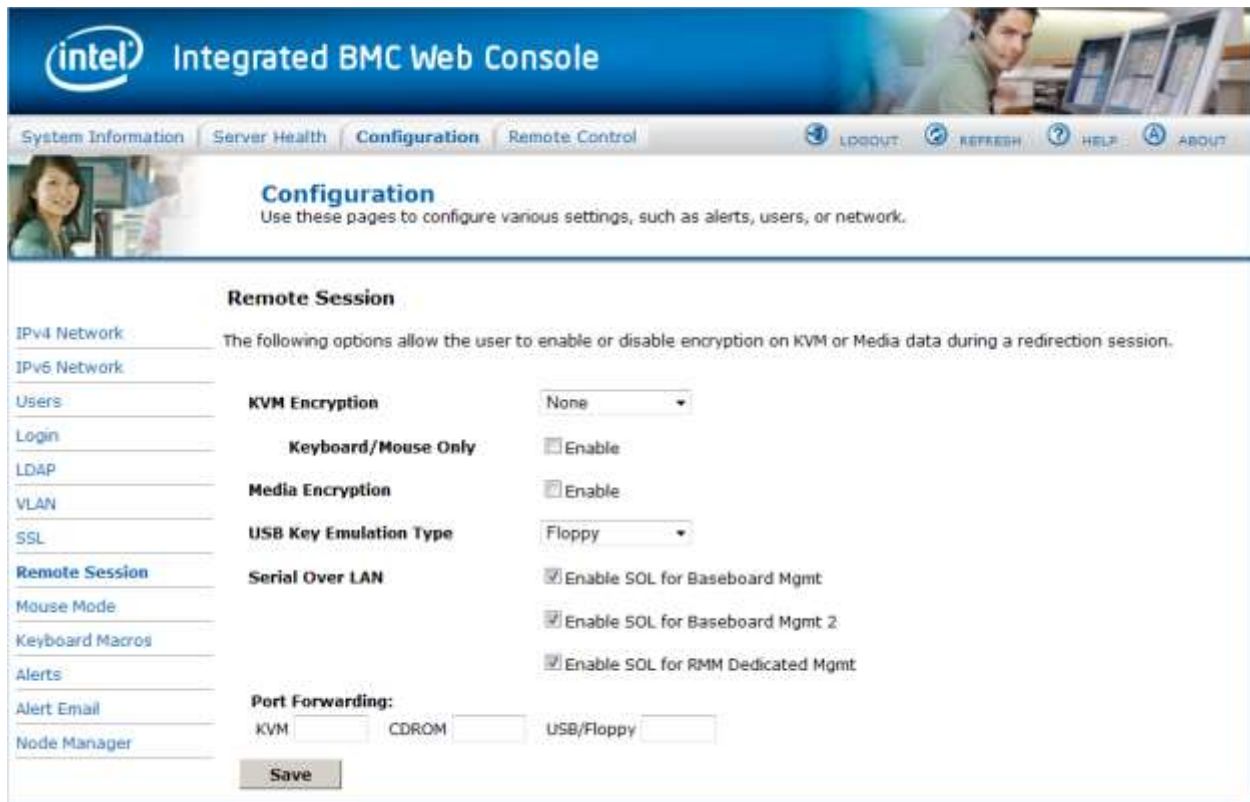 intel Integrated BMC Web Console
System Information Server Health Configuration Remote Control LOGOUT REFRESH HELP ABOUT
Configuration
Use these pages to configure various settings, such as alerts, users, or network.
Remote Session
The following options allow the user to enable or disable encryption on KVM or Media data during a redirection session.
IPv4 Network
IPv6 Network
Users
Login
LDAP
VLAN
SSL
Remote Session
Mouse Mode
Keyboard Macros
Alerts
Alert Email
Node Manager
KVM Encryption None
Keyboard/Mouse Only Enable
Media Encryption Enable
USB Key Emulation Type Floppy
Serial Over LAN Enable SOL for Baseboard Mgmt
Enable SOL for Baseboard Mgmt 2
Enable SOL for RMM Dedicated Mgmt
Port Forwarding:
KVM CDROM USB/Floppy
Save